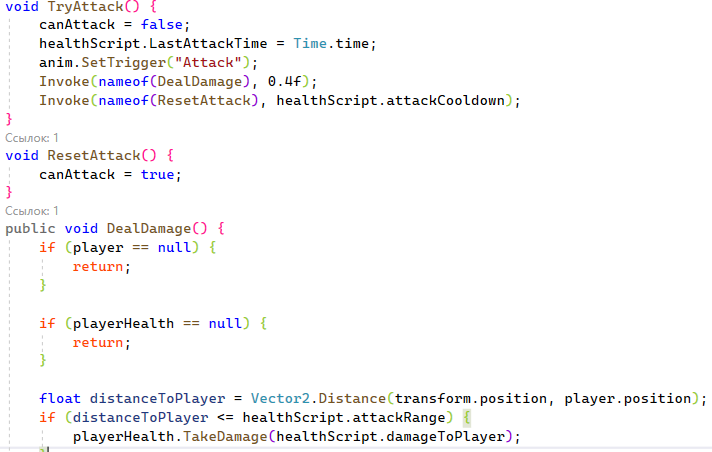 void TryAttack() {
canAttack = false;
healthScript.LastAttackTime = Time.time;
anim.SetTrigger("Attack");
Invoke(nameof(DealDamage), 0.4f);
Invoke(nameof(ResetAttack), healthScript.attackCooldown);
}
Ссылок: 1
void ResetAttack() {
canAttack = true;
}
Ссылок: 1
public void DealDamage() {
if (player == null) {
return;
}
if (playerHealth == null) {
return;
}
float distanceToPlayer = Vector2.Distance(transform.position, player.position);
if (distanceToPlayer <= healthScript.attackRange) {
playerHealth.TakeDamage(healthScript.damageToPlayer);
}